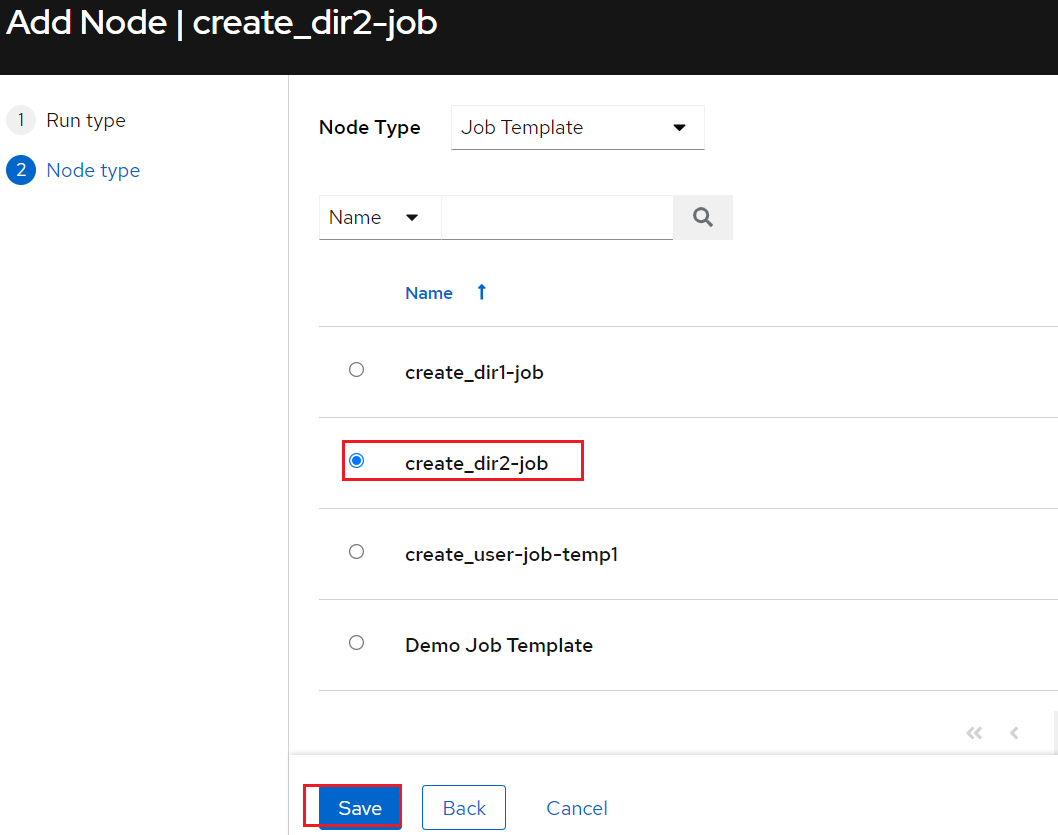 Add Node | create_dir2-job
1 Run type
2 Node type
Node Type Job Template
Name
Name
create_dir1-job
create_dir2-job
create_user-job-temp1
Demo Job Template
Save Back Cancel